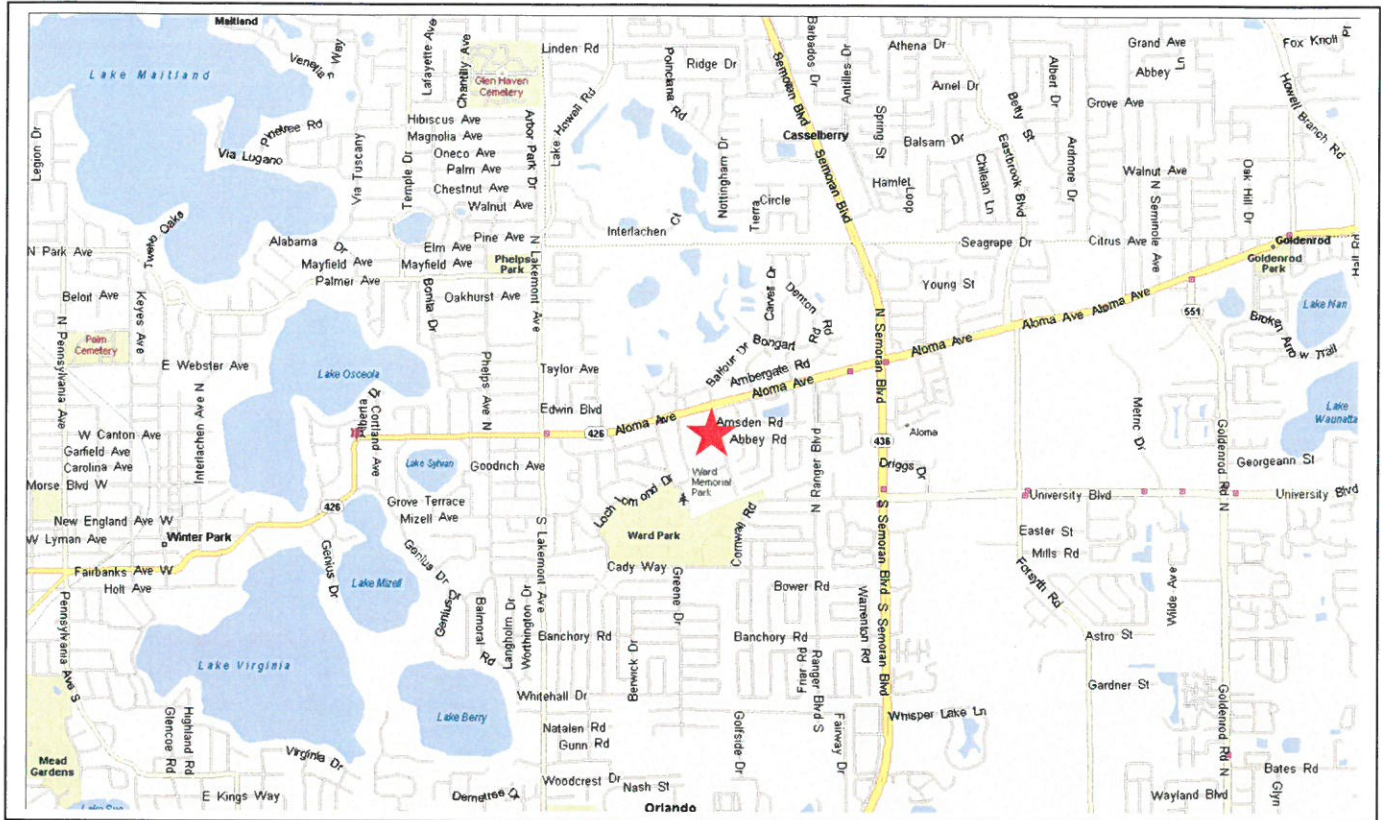 Maitland
Lake Maitland
Venetia Way
Lafayette Ave
Chantilly Ave
Glen Haven
Cemetery
Linden Rd
Lake Howell Rd
Poinciana Rd
Ridge Dr
Semoran Blvd
Barbados Dr
Antilles Dr
Athena Dr
Grand Ave
Abbey Ln
Fox Knoll
Pl
Howell Branch Rd
Legion Dr
Pinetree Rd
Via Lugano
Via Tuscany
Hibiscus Ave
Magnolia Ave
Oneco Ave
Palm Ave
Temple Dr
Chestnut Ave
Walnut Ave
Arbor Park Dr
Nottingham Dr
Casselberry
Semoran Blvd
Spring St
Arnel Dr
Balsam Dr
Betty St
Albert Dr
Grove Ave
Ardmore Dr
Eastbrook Blvd
Chilean Ln
Hamlet
Loop
Walnut Ave
N Seminole Ave
Oak Hill Dr
Tierra
Circle
Interlachen Ct
Twelve Oaks
N Park Ave
Alabama Dr
Pine Ave
Elm Ave
Mayfield Ave
Mayfield Ave
Phelps
Park
Palmer Ave
Oakhurst Ave
Bonita Dr
N Lakemont Ave
Seagrape Dr
Citrus Ave
Goldenrod
Goldenrod
Park
Hall Rd
Beloit Ave
Keyes Ave
N Pennsylvania Ave
Palm
Cemetery
E Webster Ave
Lake Osceola
Phelps Ave N
Taylor Ave
Edwin Blvd
Carvell Dr
Denton Rd
Bongart
Balfour Dr
Ambergate Rd
Aloma Ave
N Semoran Blvd
Young St
Aloma Ave
Aloma Ave
Aloma Ave
551
Lake Nan
Broken Arrow Trail
Lake
Waunatta
W Canton Ave
Garfield Ave
Carolina Ave
Morse Blvd W
Interlachen Ave N
Cortland Ave
Lake Sylvan
Goodrich Ave
426
Aloma Ave
Amsden Rd
Abbey Rd
N Ranger Blvd
436
Aloma
Driggs Dr
Metric Dr
Goldenrod Rd N
Georgeann St
Ward
Memorial
Park
Loch Lomond Dr
University Blvd
University Blvd
426
Grove Terrace
Mizell Ave
New England Ave W
W Lyman Ave
Winter Park
Fairbanks Ave W
Holt Ave
Genius Dr
Genius Dr
Lake Mizell
Genius Dr
S Lakemont Ave
Ward Park
Cady Way
Cornwall Rd
Easter St
Mills Rd
Forsyth Rd
Wilde Ave
Pennsylvania Ave S
Lake Virginia
Balmoral Rd
Langholm Dr
Worthington Dr
Greene Dr
Bower Rd
Banchory Rd
Banchory Rd
Berwick Dr
Friar Rd
Ranger Blvd S
Warrenton Rd
S Semoran Blvd
S Semoran Blvd
Astro St
Gardner St
Lake Berry
Whitehall Dr
Natalen Rd
Gunn Rd
Golfside Dr
Fairway Dr
Whisper Lake Ln
Goldenrod Rd N
Mead
Gardens
Glencoe Rd
Highland Rd
Virginia Dr
E Kings Way
Demetree
Woodcrest Dr
Nash St
Orlando
Bates Rd
Glyn
Wayland Blvd